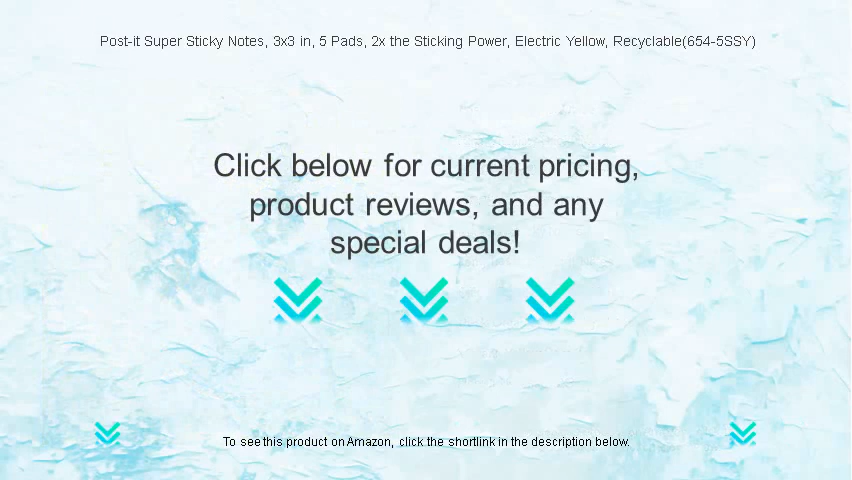 Post-it Super Sticky Notes, 3x3 in, 5 Pads, 2x the Sticking Power, Electric Yellow, Recyclable(654-5SSY)
Click below for current pricing,
product reviews, and any
special deals!
To see this product on Amazon, click the shortlink in the description below.